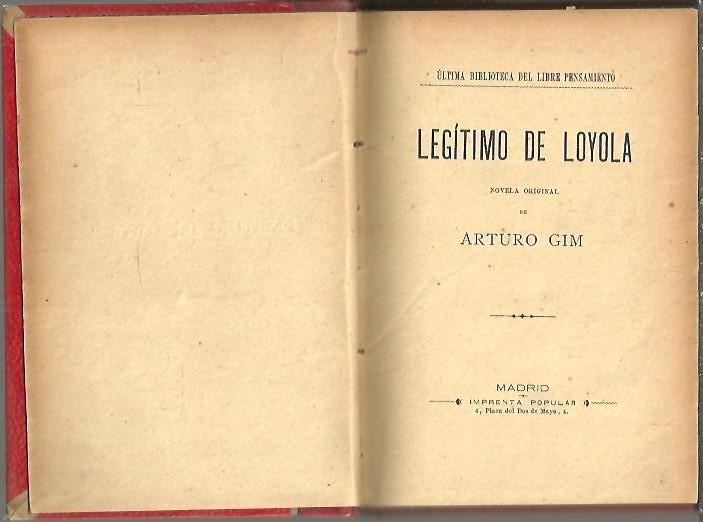 ÚLTIMA BIBLIOTECA DEL LIBRE PENSAMIENTO
LEGÍTIMO DE LOYOLA
NOVELA ORIGINAL
DE
ARTURO GIM
MADRID
IMPRENTA POPULAR
4, Plaza del Dos de Mayo, 4.